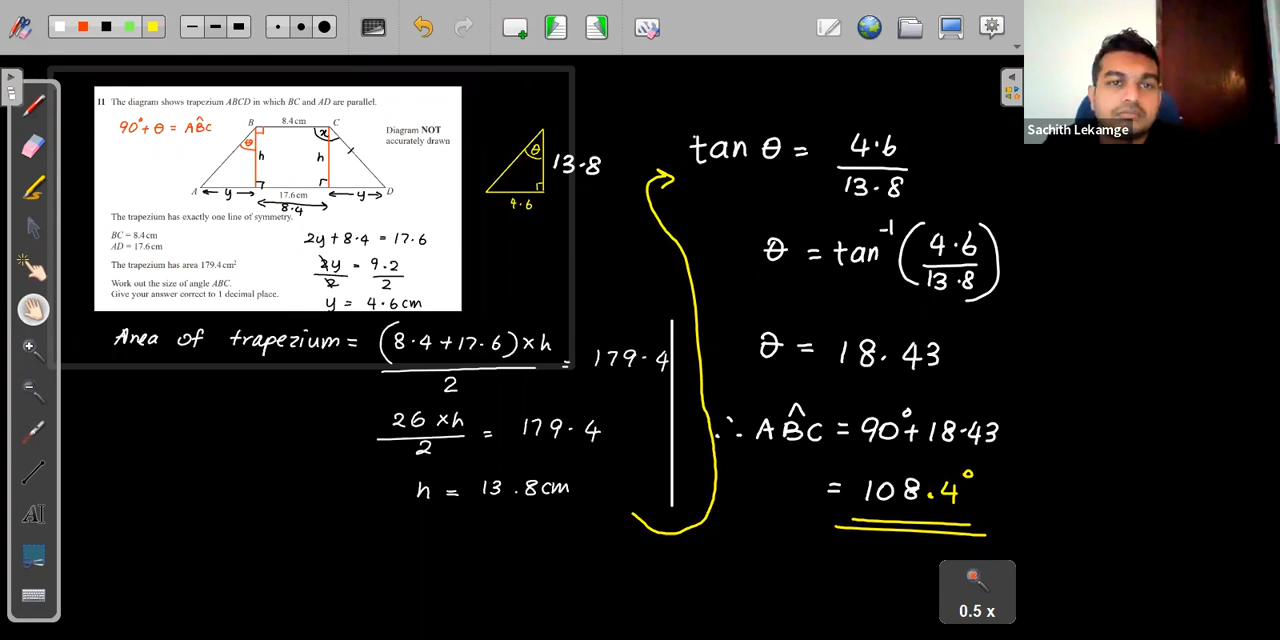 11 The diagram shows trapezium ABCD in which BC and AD are parallel.
90° + θ = AB̂C
B 8.4cm C
x
θ
h h
Diagram NOT
accurately drawn
A y 17.6cm y D
8.4
The trapezium has exactly one line of symmetry.
BC = 8.4cm
AD = 17.6cm
The trapezium has area 179.4cm²
Work out the size of angle ABC.
Give your answer correct to 1 decimal place.
2y + 8.4 = 17.6
2y/2 = 9.2/2
y = 4.6cm
θ 13.8
4.6
Area of trapezium = (8.4+17.6)×h / 2 = 179.4
26 ×h / 2 = 179.4
h = 13.8cm
tan θ = 4.6 / 13.8
θ = tan⁻¹ (4.6 / 13.8)
θ = 18.43
∴ AB̂C = 90°+ 18.43
= 108.4°
Sachith Lekamge
AI
0.5 x